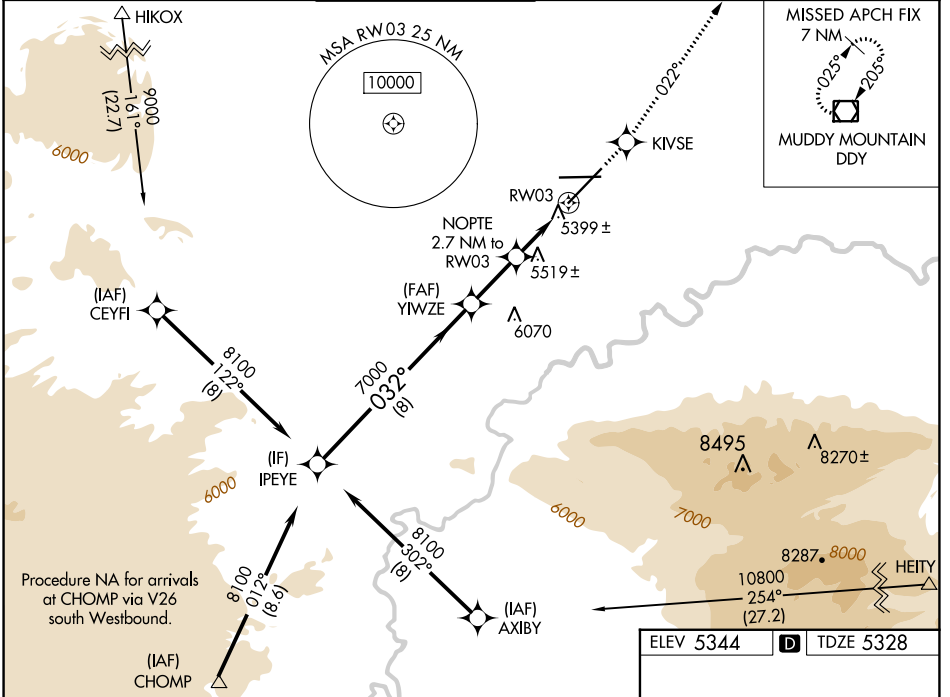 HIKOX
9000
161°
(22.7)
6000
MSA RW03 25 NM
10000
022°
KIVSE
MISSED APCH FIX
7 NM
025°
205°
MUDDY MOUNTAIN
DDY
RW03
5399 ±
NOPTE
2.7 NM to
RW03
5519 ±
(FAF)
YIWZE
6070
(IAF)
CEYFI
8100
122°
(8)
7000
032°
(8)
(IF)
IPEYE
6000
8495
8270 ±
6000
7000
8287
8000
HEITY
10800
254°
(27.2)
8100
302°
(8)
(IAF)
AXIBY
Procedure NA for arrivals
at CHOMP via V26
south Westbound.
8100
012°
(8.6)
(IAF)
CHOMP
ELEV 5344 D TDZE 5328